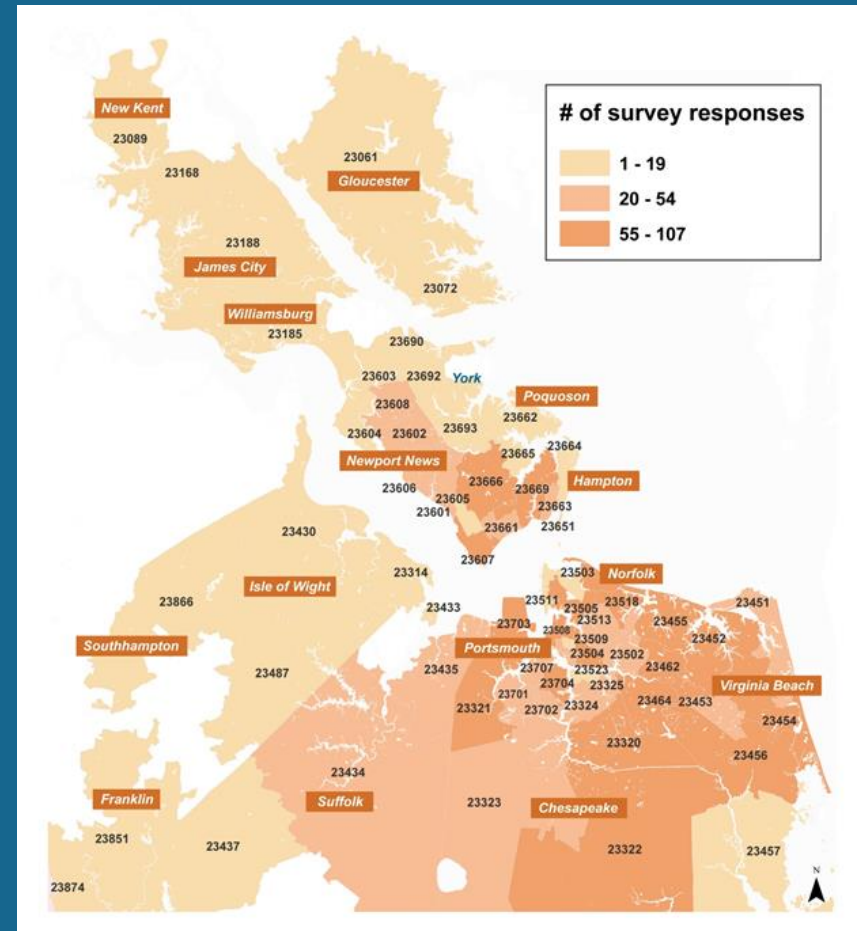 # of survey responses
1 - 19
20 - 54
55 - 107
New Kent
23089
23168
23061
Gloucester
23188
James City
23072
Williamsburg
23185
23690
23603 23692 York
23608
Poquoson
23662
23604 23602 23693
23664
Newport News
23665
23666
Hampton
23606
23669
23605
23663
23601
23661
23651
23430
23607
23314
23503 Norfolk
Isle of Wight
23866
23433
23511
23505
23518
23451
23703
23508
23513
23455
23452
Southhampton
Portsmouth
23509
23504 23502
23435
23707
23523
23462
23487
23704
23325
Virginia Beach
23701
23321
23702
23324
23464 23453
23454
23320
23456
23434
Franklin
Suffolk
23323
Chesapeake
23851
23437
23322
23457
23874
N